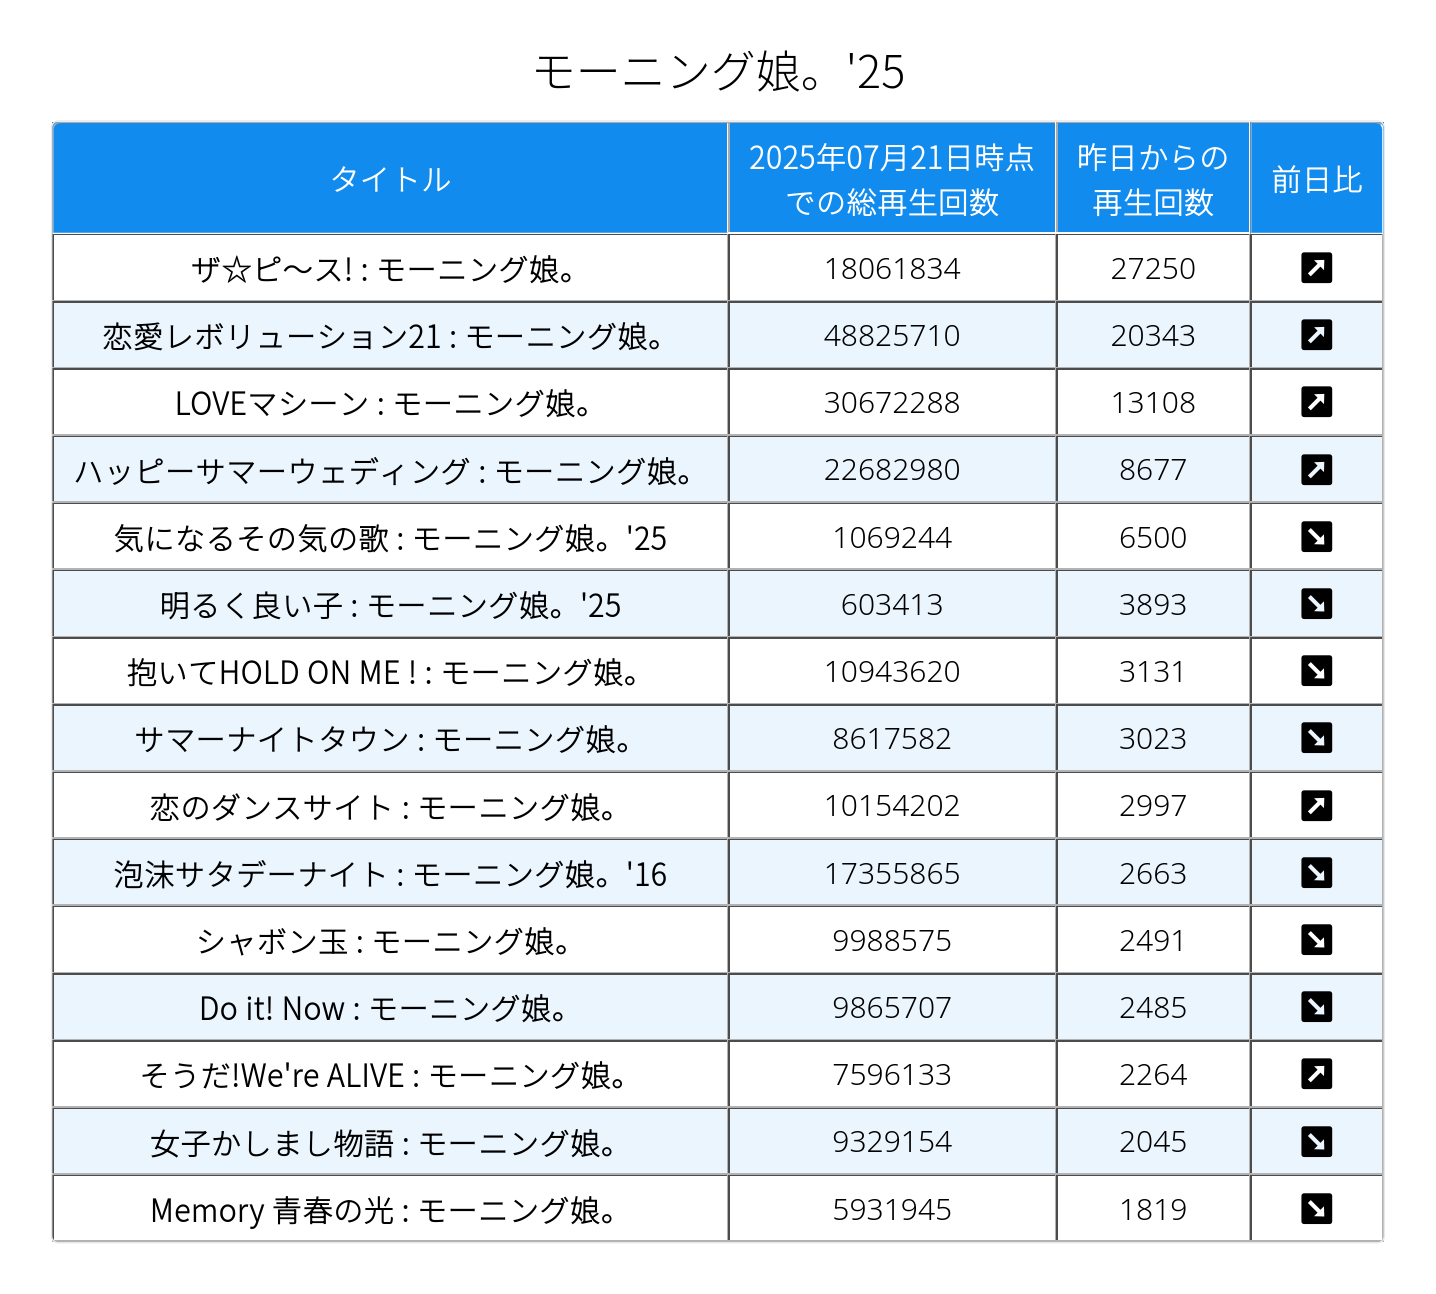 モーニング娘。'25
タイトル
2025年07月21日時点
での総再生回数
昨日からの
再生回数
前日比
ザ☆ピ〜ス! : モーニング娘。 18061834 27250
恋愛レボリューション21 : モーニング娘。 48825710 20343
LOVEマシーン : モーニング娘。 30672288 13108
ハッピーサマーウェディング : モーニング娘。 22682980 8677
気になるその気の歌 : モーニング娘。'25 1069244 6500
明るく良い子 : モーニング娘。'25 603413 3893
抱いてHOLD ON ME ! : モーニング娘。 10943620 3131
サマーナイトタウン : モーニング娘。 8617582 3023
恋のダンスサイト : モーニング娘。 10154202 2997
泡沫サタデーナイト : モーニング娘。'16 17355865 2663
シャボン玉 : モーニング娘。 9988575 2491
Do it! Now : モーニング娘。 9865707 2485
そうだ!We're ALIVE : モーニング娘。 7596133 2264
女子かしまし物語 : モーニング娘。 9329154 2045
Memory 青春の光 : モーニング娘。 5931945 1819